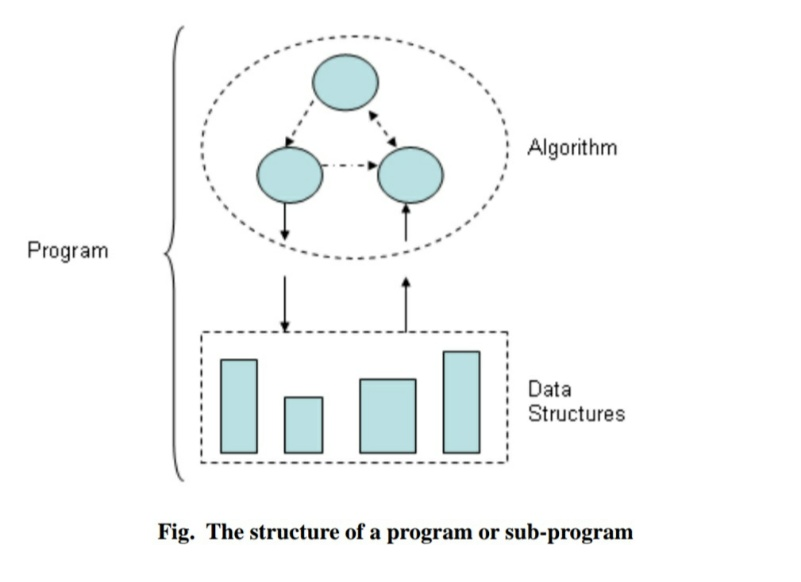 Algorithm
Program
Data
Structures
Fig. The structure of a program or sub-program